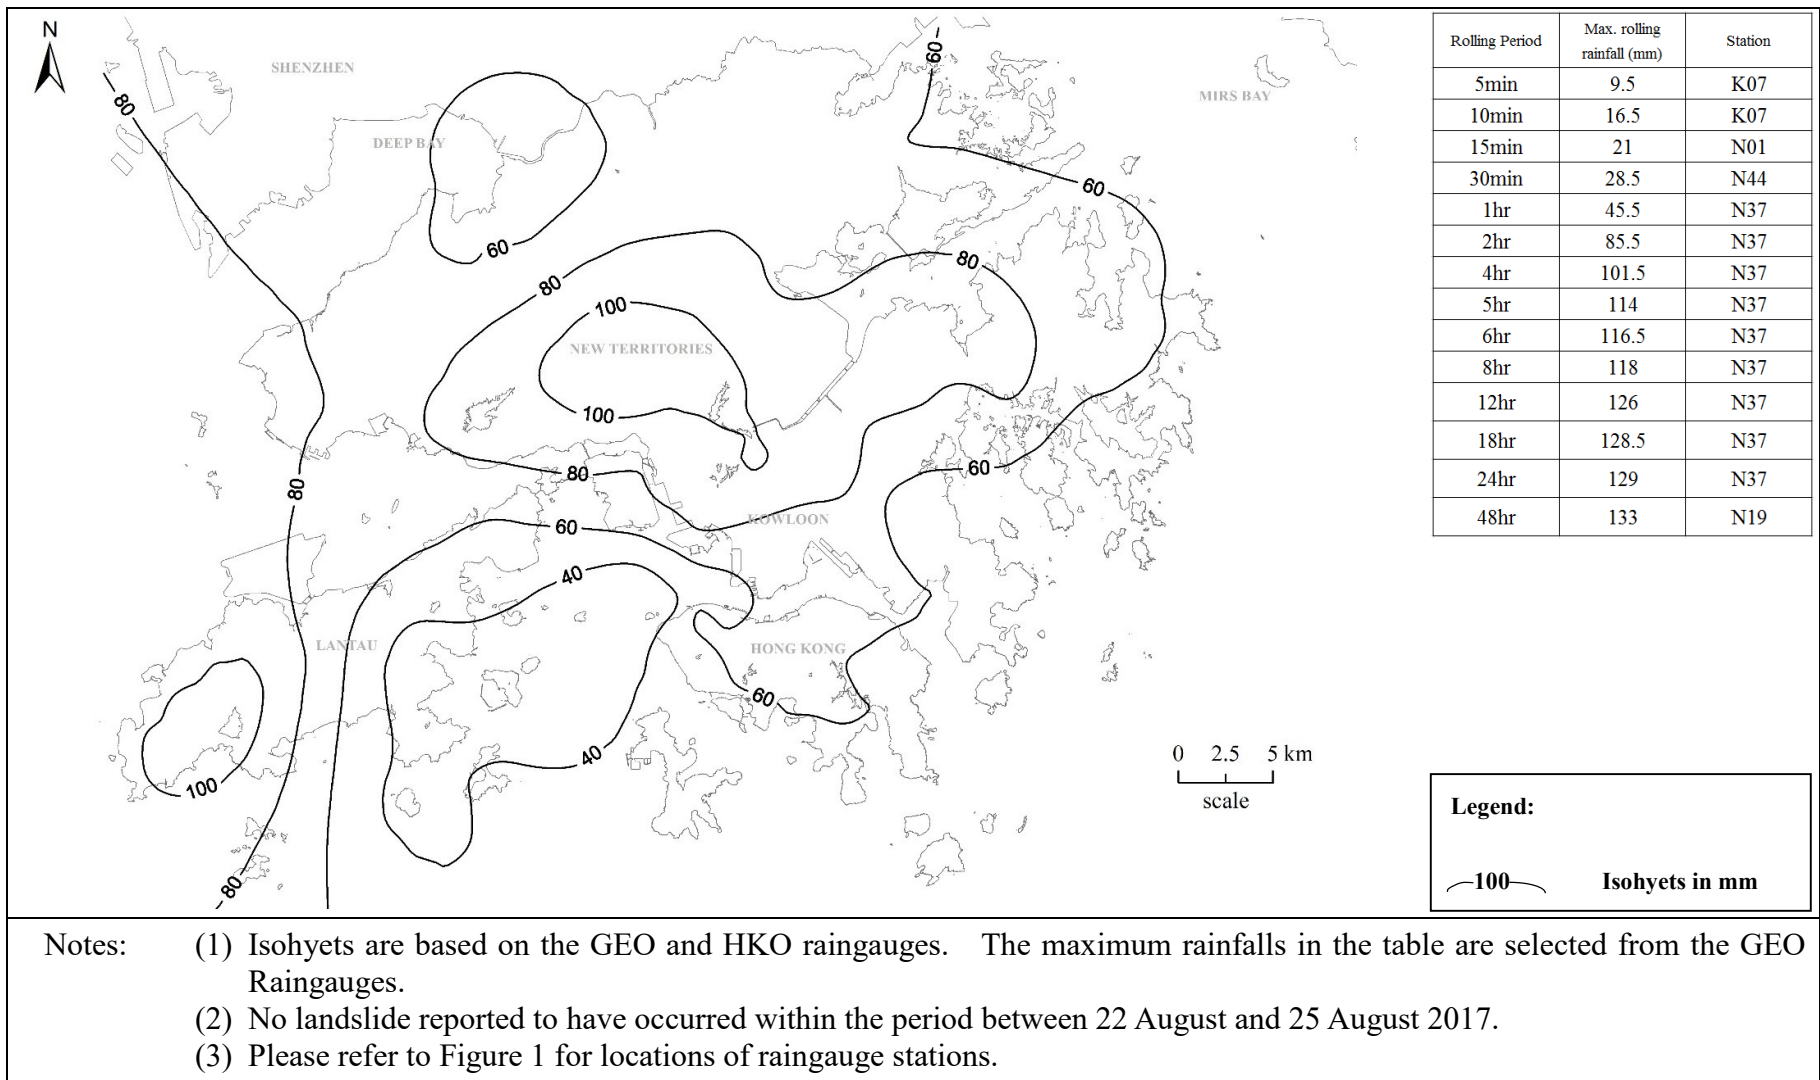 N
SHENZHEN
DEEP BAY
MIRS BAY
NEW TERRITORIES
KOWLOON
LANTAU
HONG KONG
80
60
60
60
80
80
100
100
80
80
60
60
40
60
40
100
80
0 2.5 5 km
scale
Rolling Period Max. rolling rainfall (mm) Station
5min 9.5 K07
10min 16.5 K07
15min 21 N01
30min 28.5 N44
1hr 45.5 N37
2hr 85.5 N37
4hr 101.5 N37
5hr 114 N37
6hr 116.5 N37
8hr 118 N37
12hr 126 N37
18hr 128.5 N37
24hr 129 N37
48hr 133 N19
Legend:
100 Isohyets in mm
Notes: (1) Isohyets are based on the GEO and HKO raingauges. The maximum rainfalls in the table are selected from the GEO
Raingauges.
(2) No landslide reported to have occurred within the period between 22 August and 25 August 2017.
(3) Please refer to Figure 1 for locations of raingauge stations.